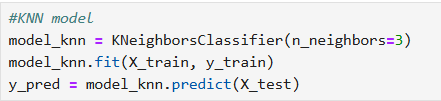 #KNN model
model_knn = KNeighborsClassifier(n_neighbors=3)
model_knn.fit(X_train, y_train)
y_pred = model_knn.predict(X_test)